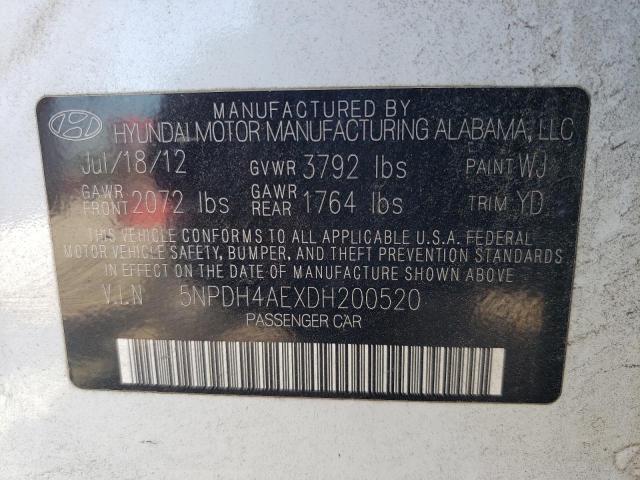 MANUFACTURED BY
HYUNDAI MOTOR MANUFACTURING ALABAMA, LLC
Jul/18/12 GVWR 3792 lbs PAINT WJ
GAWR FRONT 2072 lbs GAWR REAR 1764 lbs TRIM YD
THIS VEHICLE CONFORMS TO ALL APPLICABLE U.S.A. FEDERAL
MOTOR VEHICLE SAFETY, BUMPER, AND THEFT PREVENTION STANDARDS
IN EFFECT ON THE DATE OF MANUFACTURE SHOWN ABOVE.
V.I.N 5NPDH4AEXDH200520
PASSENGER CAR